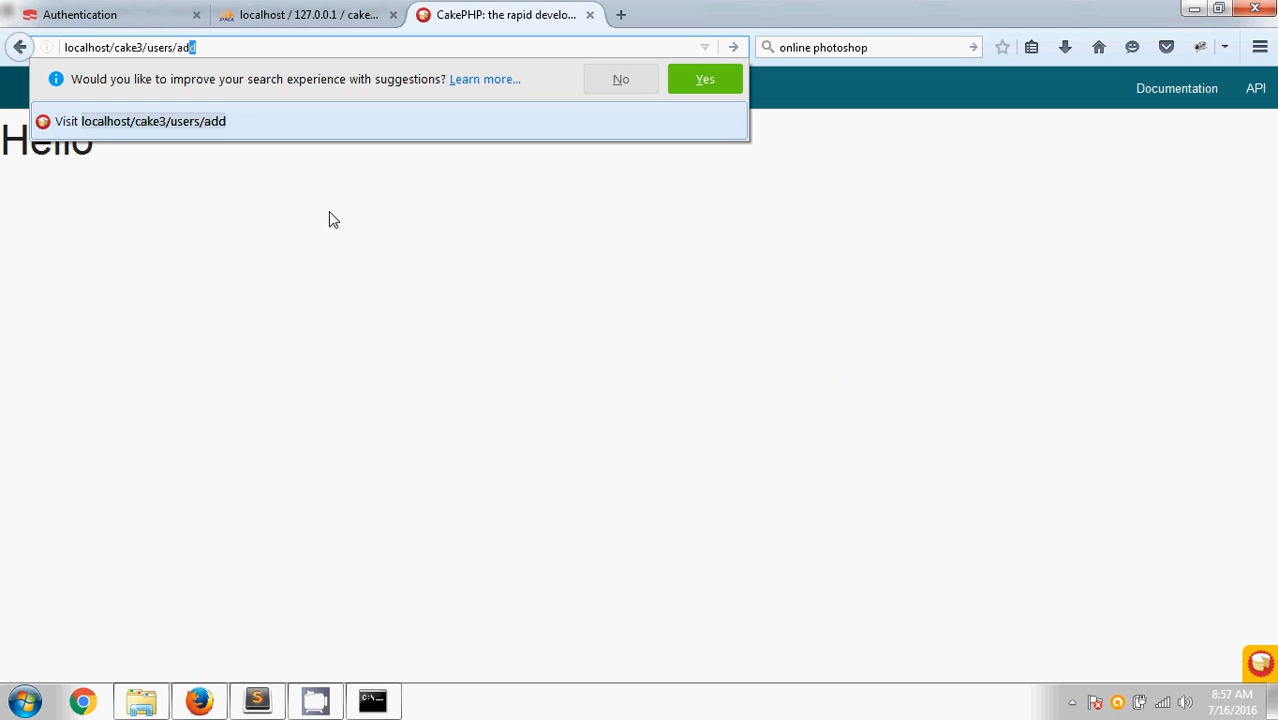 Authentication
localhost / 127.0.0.1 / cake...
CakePHP: the rapid develo...
localhost/cake3/users/add
online photoshop
Would you like to improve your search experience with suggestions? Learn more...
No
Yes
Documentation
API
Visit localhost/cake3/users/add
Hello
8:57 AM
7/16/2016